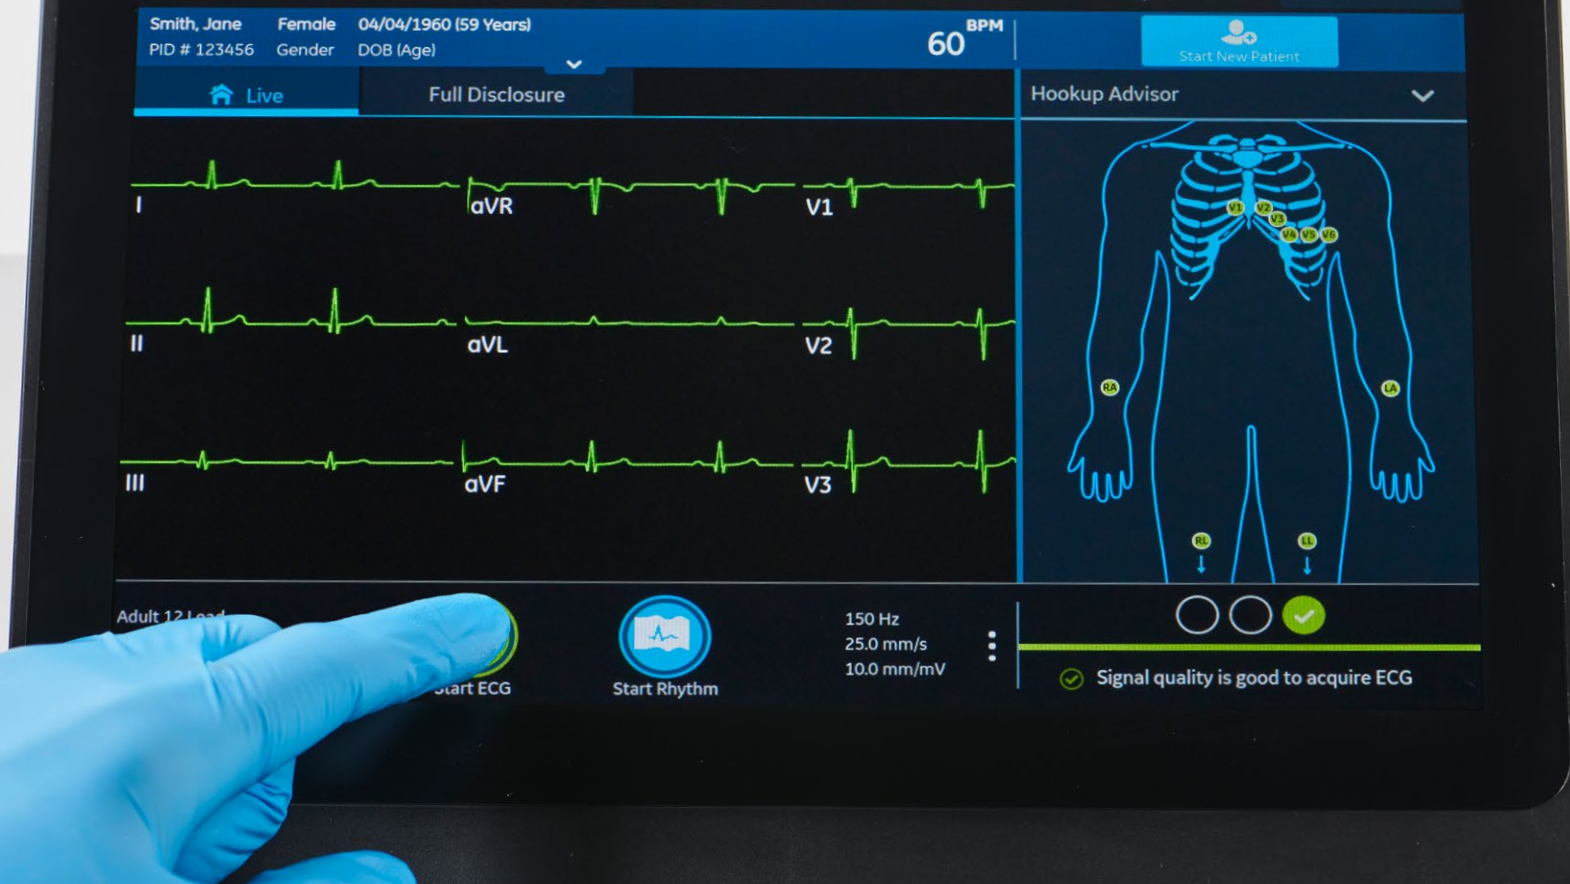 Smith, Jane Female 04/04/1960 (59 Years)
PID # 123456 Gender DOB (Age)
60 BPM
Start New Patient
Live
Full Disclosure
Hookup Advisor
I
aVR
V1
II
aVL
V2
III
aVF
V3
V1
V2
V3
V4
V5
V6
RA
LA
RL
LL
Adult 12 Lead
Start ECG
Start Rhythm
150 Hz
25.0 mm/s
10.0 mm/mV
Signal quality is good to acquire ECG